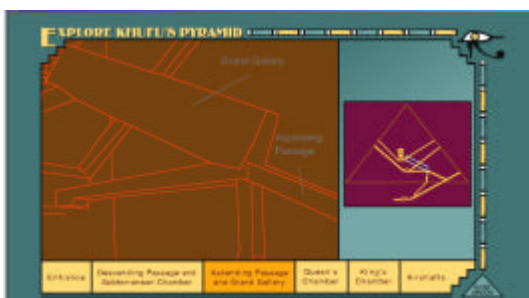 EXPLORE KHUFU'S PYRAMID
Grand Gallery
Ascending
Passage
Entrance
Descending Passage and
Subterranean Chamber
Ascending Passage
and Grand Gallery
Queen's
Chamber
King's
Chamber
Airshafts